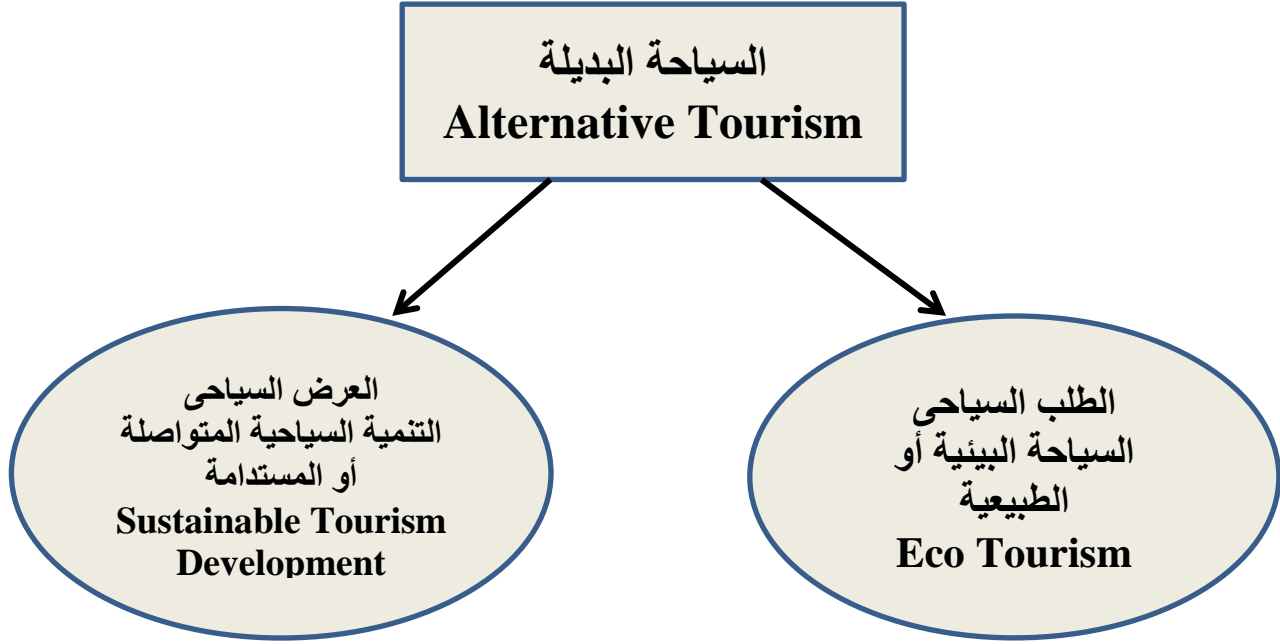 السياحة البديلة
Alternative Tourism
العرض السياحى
التنمية السياحية المتواصلة
أو المستدامة
Sustainable Tourism
Development
الطلب السياحى
السياحة البيئية أو
الطبيعية
Eco Tourism